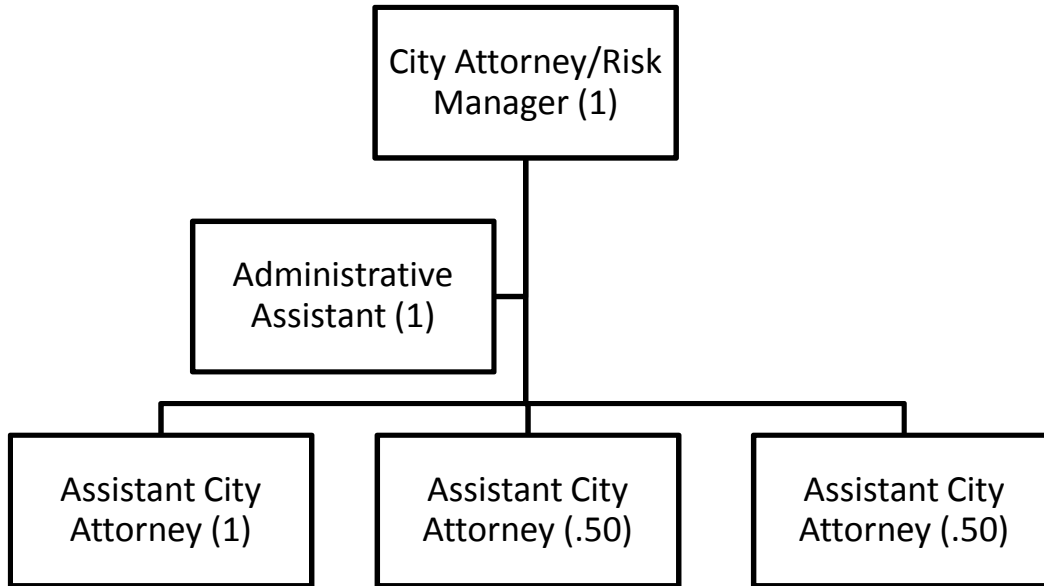 City Attorney/Risk
Manager (1)
Administrative
Assistant (1)
Assistant City
Attorney (1)
Assistant City
Attorney (.50)
Assistant City
Attorney (.50)